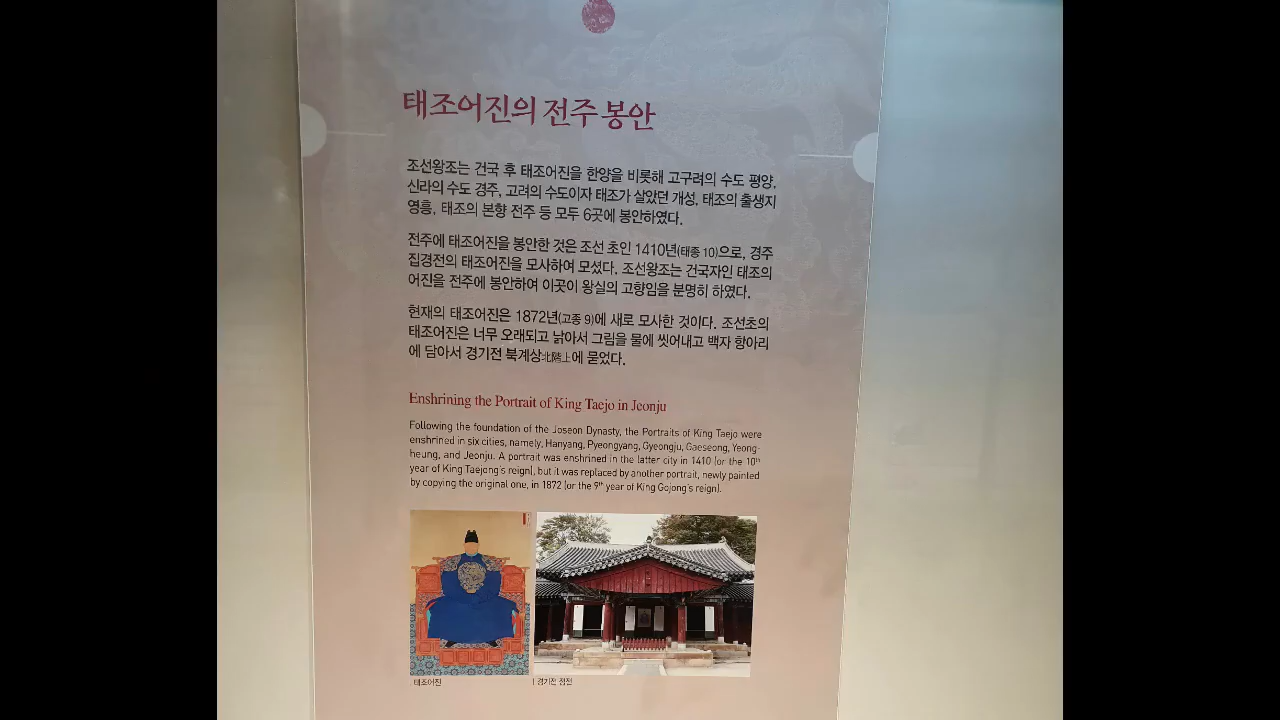 태조어진의 전주 봉안
조선왕조는 건국 후 태조어진을 한양을 비롯해 고구려의 수도 평양,
신라의 수도 경주, 고려의 수도이자 태조가 살았던 개성, 태조의 출생지
영흥, 태조의 본향 전주 등 모두 6곳에 봉안하였다.
전주에 태조어진을 봉안한 것은 조선 초인 1410년(태종 10)으로, 경주
집경전의 태조어진을 모사하여 모셨다. 조선왕조는 건국자인 태조의
어진을 전주에 봉안하여 이곳이 왕실의 고향임을 분명히 하였다.
현재의 태조어진은 1872년(고종 9)에 새로 모사한 것이다. 조선초의
태조어진은 너무 오래되고 낡아서 그림을 물에 씻어내고 백자 항아리
에 담아서 경기전 북계상北階上에 묻었다.
Enshrining the Portrait of King Taejo in Jeonju
Following the foundation of the Joseon Dynasty, the Portraits of King Taejo were
enshrined in six cities, namely, Hanyang, Pyeongyang, Gyeongju, Gaeseong, Yeong-
heung, and Jeonju. A portrait was enshrined in the latter city in 1410 (or the 10th
year of King Taejong's reign), but it was replaced by another portrait, newly painted
by copying the original one, in 1872 (or the 9th year of King Gojong's reign).
태조어진
경기전 정전